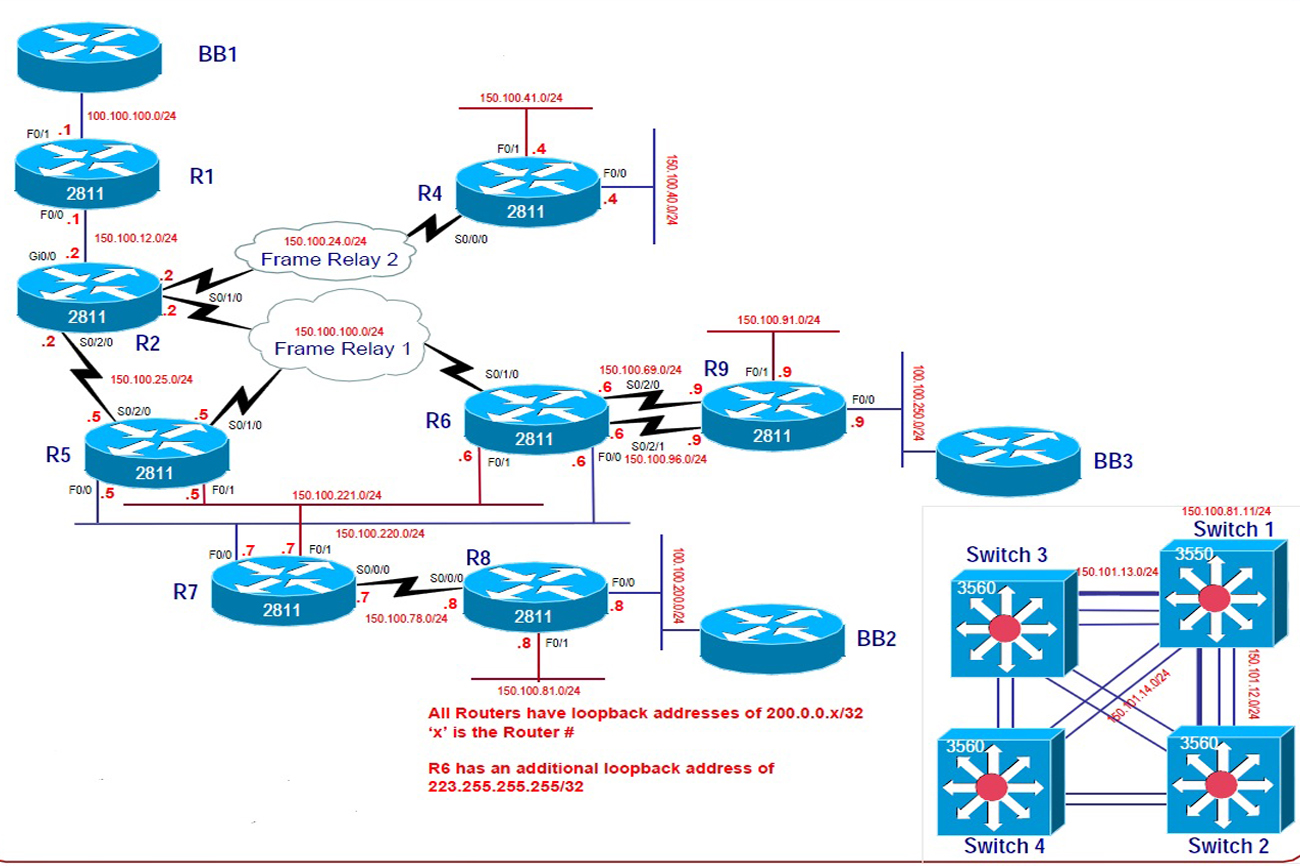 BB1
100.100.100.0/24
F0/1 .1
R1
2811
F0/0 .1
150.100.12.0/24
Gi0/0 .2
2811
R2
.2
.2
S0/1/0
.2
S0/2/0
150.100.24.0/24
Frame Relay 2
150.100.41.0/24
F0/1 .4
R4
2811
F0/0
.4
150.100.40.0/24
S0/0/0
150.100.100.0/24
Frame Relay 1
150.100.25.0/24
.5
S0/2/0
.5
S0/1/0
R5
2811
F0/0 .5
.5 F0/1
S0/1/0
R6
2811
.6
F0/1
.6
F0/0
150.100.69.0/24
.6
S0/2/0
.9
.6
S0/2/1
.9
150.100.96.0/24
150.100.91.0/24
R9
F0/1 .9
2811
F0/0
.9
100.100.250.0/24
BB3
150.100.221.0/24
150.100.220.0/24
F0/0 .7
.7 F0/1
R7
2811
S0/0/0
.7
150.100.78.0/24
R8
S0/0/0
.8
2811
F0/0
.8
100.100.200.0/24
BB2
.8 F0/1
150.100.81.0/24
All Routers have loopback addresses of 200.0.0.x/32
‘x’ is the Router #
R6 has an additional loopback address of
223.255.255.255/32
150.100.81.11/24
Switch 1
3550
Switch 3
3560
150.101.13.0/24
150.101.14.0/24
150.101.12.0/24
3560
Switch 4
3560
Switch 2